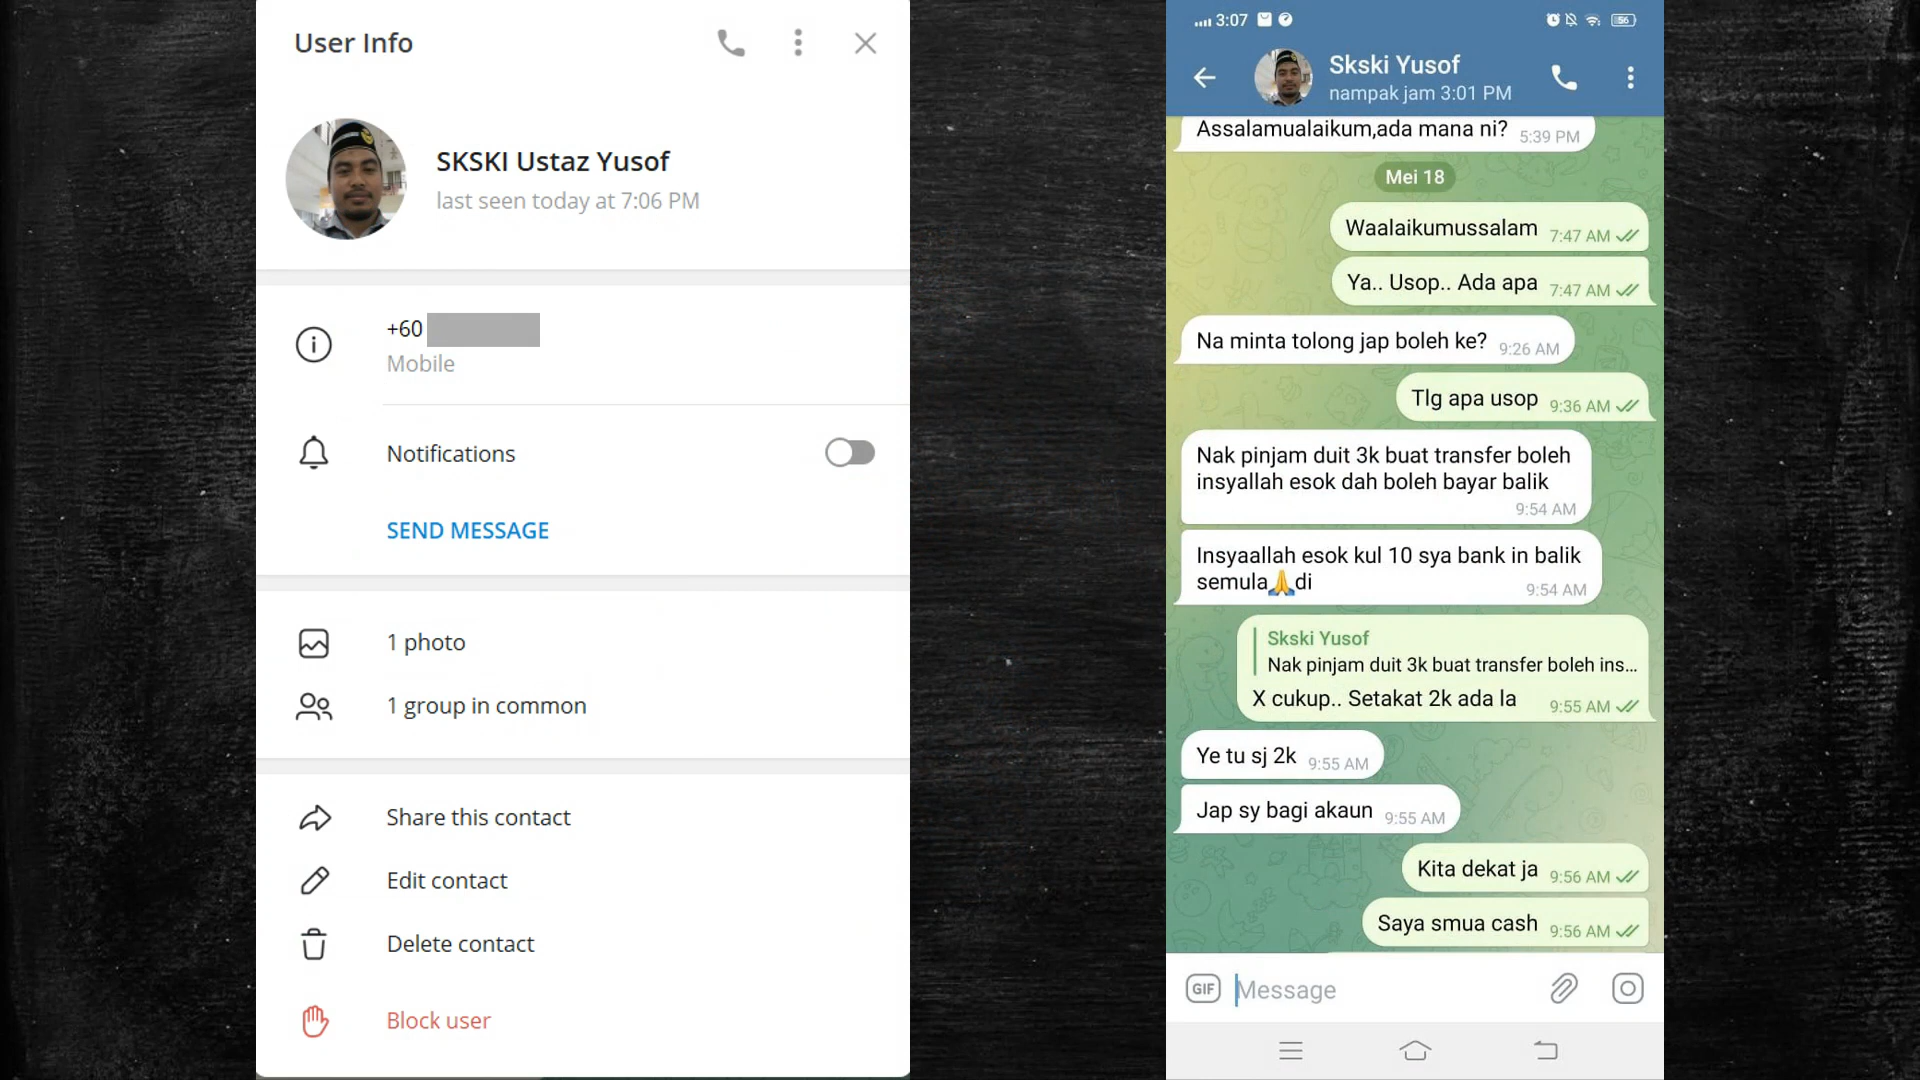 User Info
SKSKI Ustaz Yusof
last seen today at 7:06 PM
+60
Mobile
Notifications
SEND MESSAGE
1 photo
1 group in common
Share this contact
Edit contact
Delete contact
Block user
3:07
56
Skski Yusof
nampak jam 3:01 PM
Assalamualaikum,ada mana ni? 5:39 PM
Mei 18
Waalaikumussalam 7:47 AM
Ya.. Usop.. Ada apa 7:47 AM
Na minta tolong jap boleh ke? 9:26 AM
Tlg apa usop 9:36 AM
Nak pinjam duit 3k buat transfer boleh
insyallah esok dah boleh bayar balik
9:54 AM
Insyaallah esok kul 10 sya bank in balik
semula🙏di 9:54 AM
Skski Yusof
Nak pinjam duit 3k buat transfer boleh ins...
X cukup.. Setakat 2k ada la 9:55 AM
Ye tu sj 2k 9:55 AM
Jap sy bagi akaun 9:55 AM
Kita dekat ja 9:56 AM
Saya smua cash 9:56 AM
GIF Message